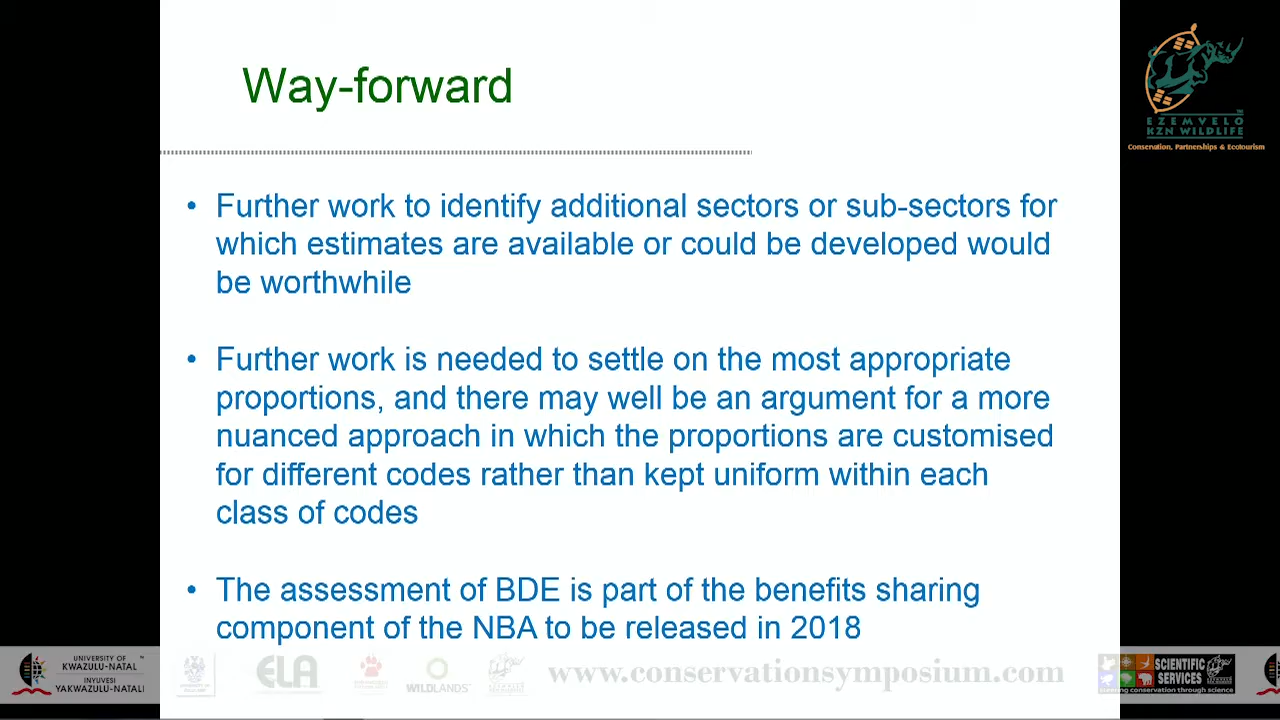 Way-forward
EZEMVELO
KZN WILDLIFE
Conservation, Partnerships & Ecotourism
• Further work to identify additional sectors or sub-sectors for
which estimates are available or could be developed would
be worthwhile
• Further work is needed to settle on the most appropriate
proportions, and there may well be an argument for a more
nuanced approach in which the proportions are customised
for different codes rather than kept uniform within each
class of codes
• The assessment of BDE is part of the benefits sharing
component of the NBA to be released in 2018
UNIVERSITY OF
KWAZULU-NATAL
INYUVESI
YAKWAZULU-NATALI
ELA
WILDLANDS
www.conservationsymposium.com
SCIENTIFIC
SERVICES
conservation through science